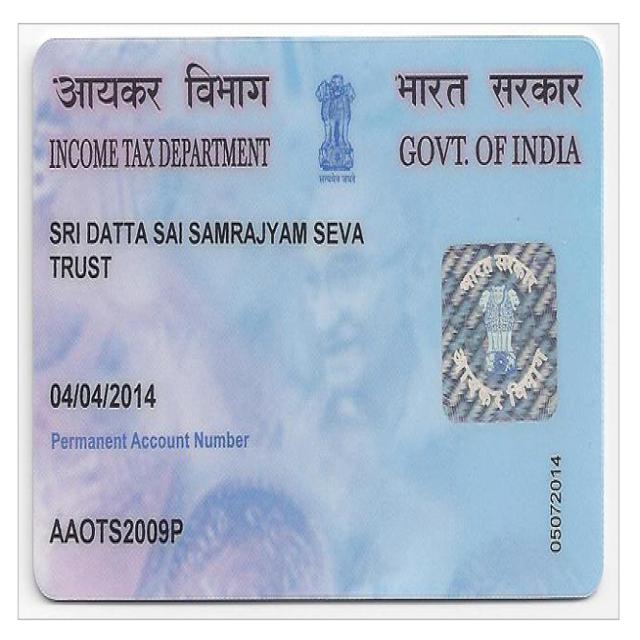 आयकर विभाग
भारत सरकार
INCOME TAX DEPARTMENT
GOVT. OF INDIA
सत्यमेव जयते
SRI DATTA SAI SAMRAJYAM SEVA
TRUST
भारत सरकार
आयकर विभाग
04/04/2014
Permanent Account Number
AAOTS2009P
05072014